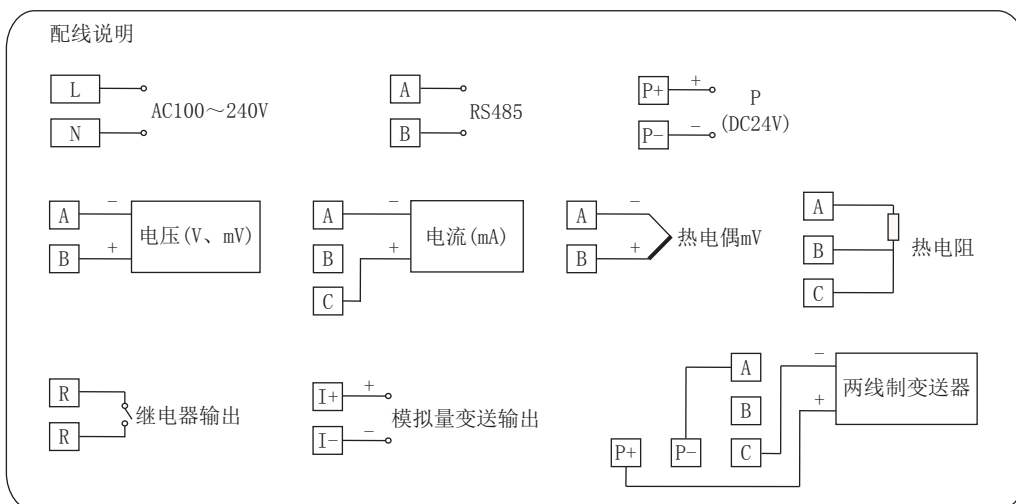 配线说明
L
AC100～240V
N
A
RS485
B
P+ +
P
(DC24V)
P- −
A −
电压(V、mV)
B +
A −
电流(mA)
B +
C
A −
热电偶mV
B +
A
B
热电阻
C
R
继电器输出
R
I+ +
模拟量变送输出
I- −
A −
两线制变送器
B +
P+ P- C